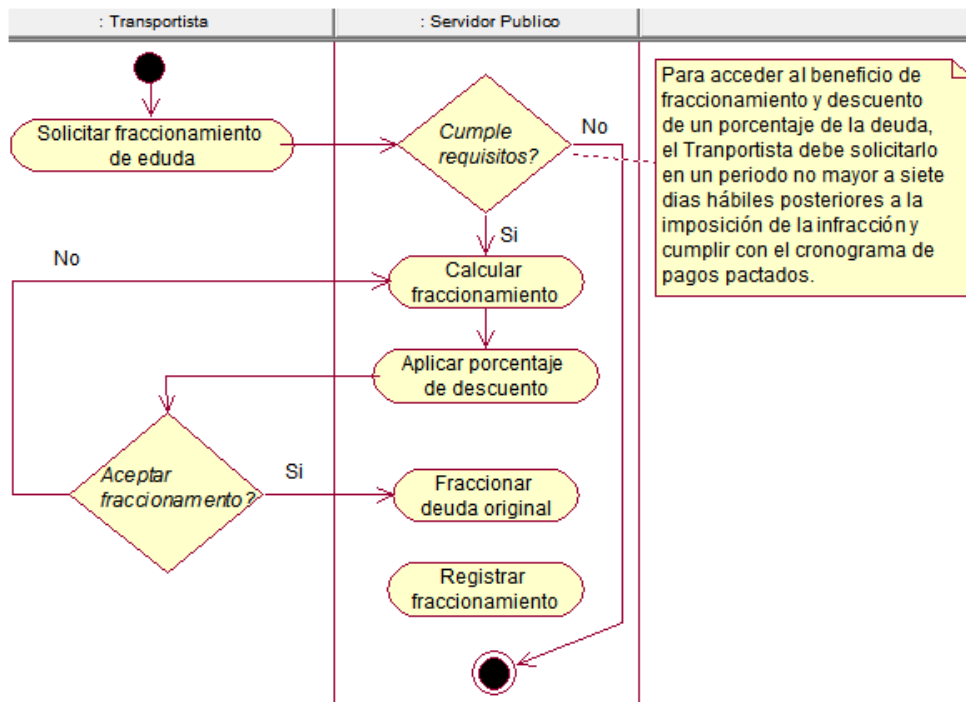 : Transportista
: Servidor Publico
Solicitar fraccionamiento
de eduda
Cumple
requisitos?
No
Para acceder al beneficio de
fraccionamiento y descuento
de un porcentaje de la deuda,
el Tranportista debe solicitarlo
en un periodo no mayor a siete
dias hábiles posteriores a la
imposición de la infracción y
cumplir con el cronograma de
pagos pactados.
Si
No
Calcular
fraccionamiento
Aplicar porcentaje
de descuento
Aceptar
fraccionamento?
Si
Fraccionar
deuda original
Registrar
fraccionamiento